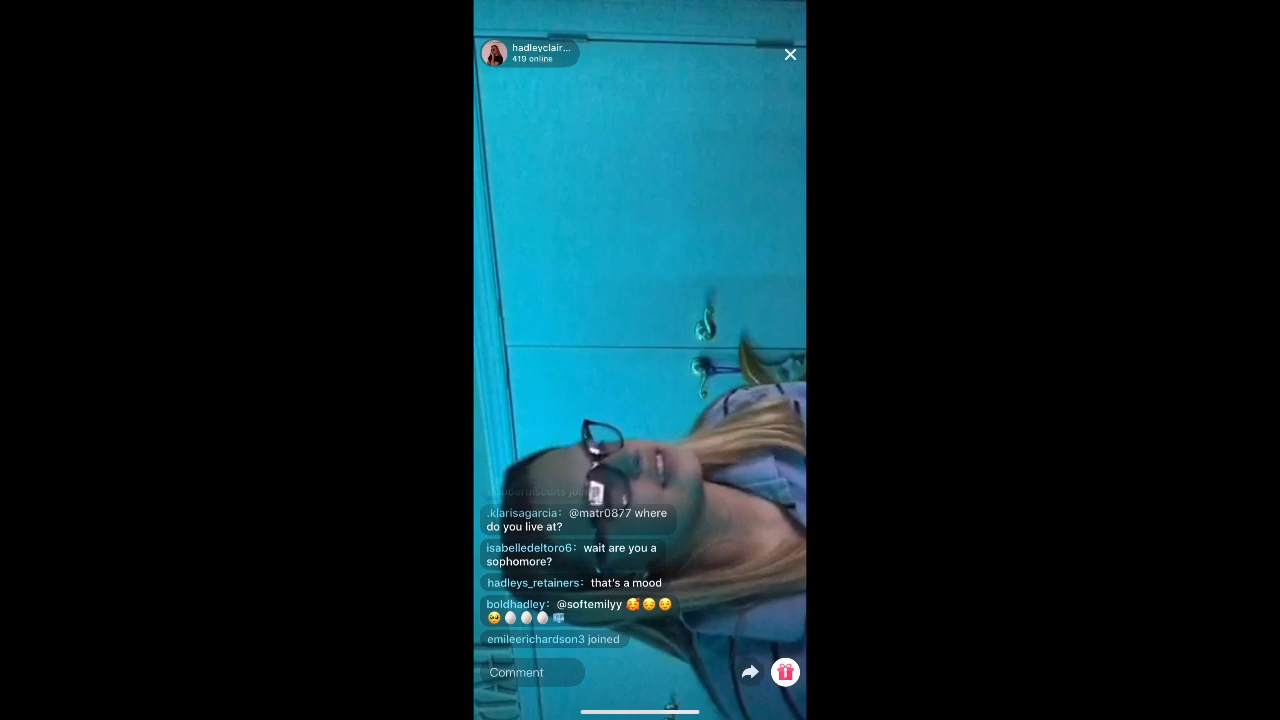 hadleyclair...
419 online
joined
.klarisagarcia: @matr0877 where
do you live at?
isabelledeltoro6: wait are you a
sophomore?
hadleys_retainers: that's a mood
boldhadley: @softemilyy 🥰😔😌
🥺🥚🥚🥚
emileerichardson3 joined
Comment